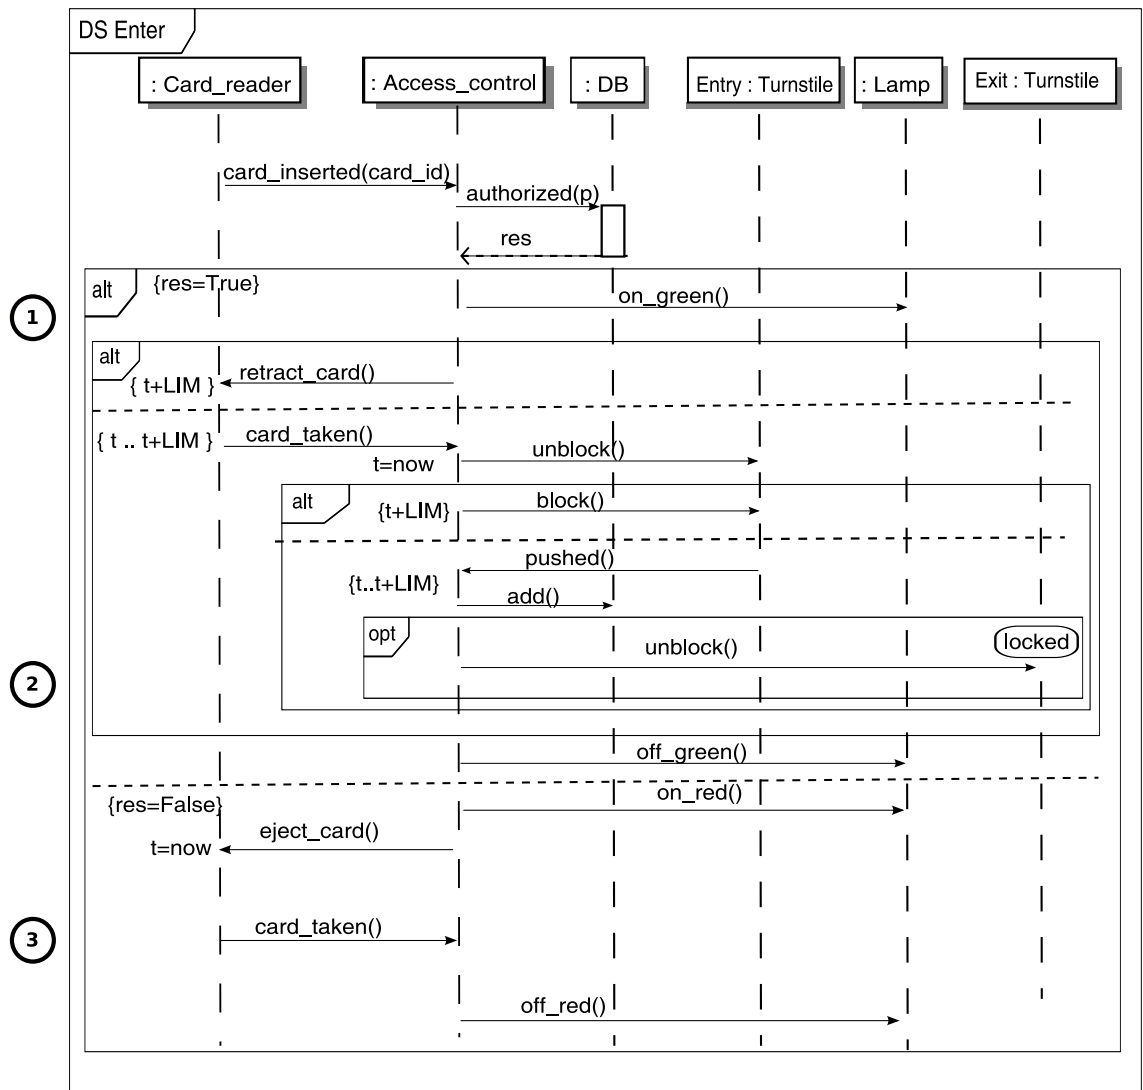 DS Enter
: Card_reader
: Access_control
: DB
Entry : Turnstile
: Lamp
Exit : Turnstile
card_inserted(card_id)
authorized(p)
res
alt
{res=True}
on_green()
1
alt
{ t+LIM }
retract_card()
{ t .. t+LIM }
card_taken()
t=now
unblock()
alt
{t+LIM}
block()
pushed()
{t..t+LIM}
add()
opt
unblock()
locked
2
off_green()
{res=False}
on_red()
t=now
eject_card()
3
card_taken()
off_red()